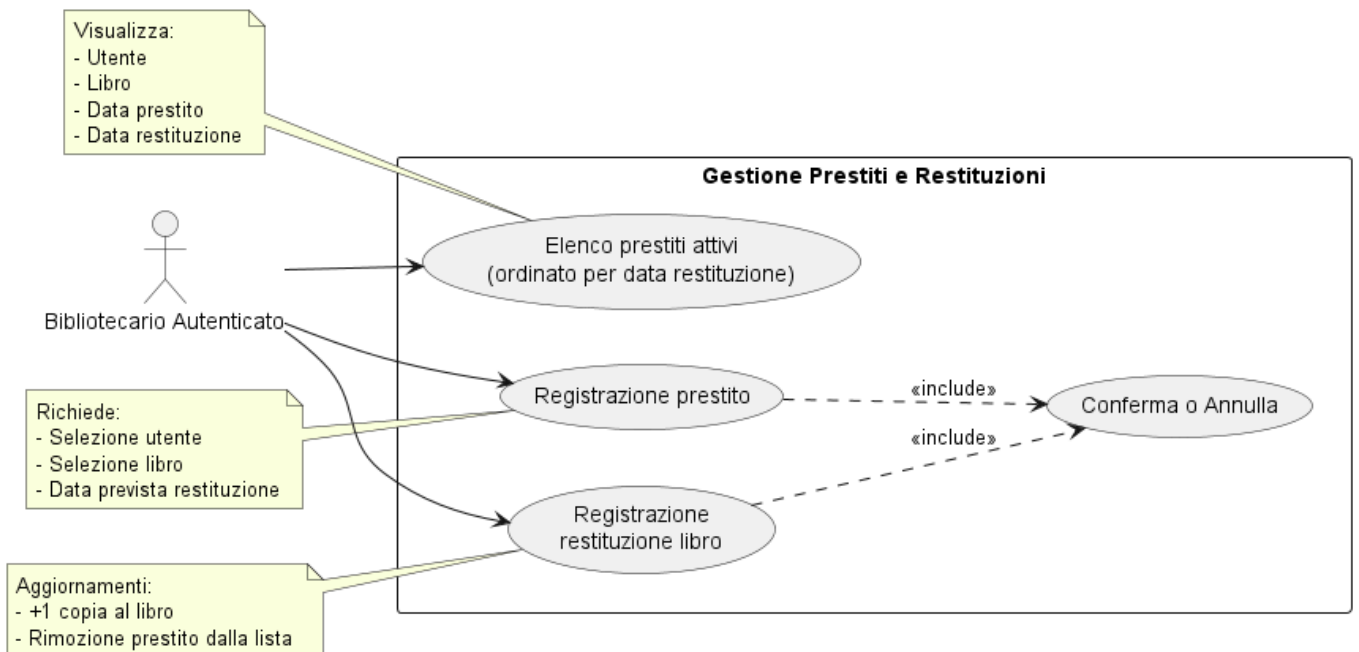 Visualizza:
- Utente
- Libro
- Data prestito
- Data restituzione
Gestione Prestiti e Restituzioni
Elenco prestiti attivi
(ordinato per data restituzione)
Bibliotecario Autenticato
Registrazione prestito
«include»
Conferma o Annulla
Richiede:
- Selezione utente
- Selezione libro
- Data prevista restituzione
«include»
Registrazione
restituzione libro
Aggiornamenti:
- +1 copia al libro
- Rimozione prestito dalla lista